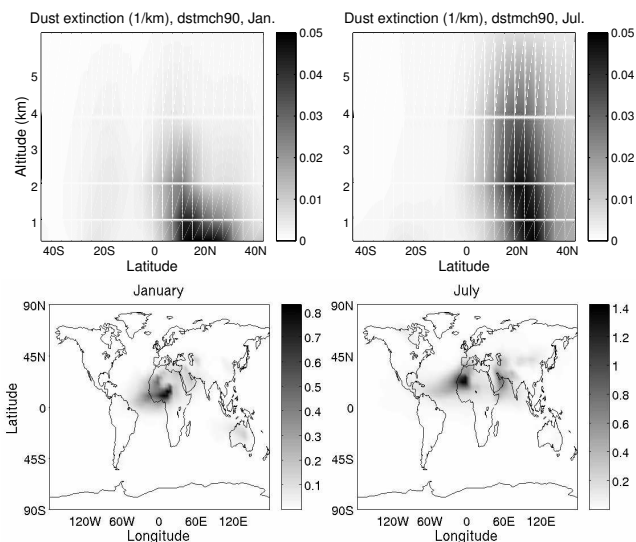 Dust extinction (1/km), dstmch90, Jan.
Altitude (km)
5
4
3
2
1
40S 20S 0 20N 40N
Latitude
0.05
0.04
0.03
0.02
0.01
0
Dust extinction (1/km), dstmch90, Jul.
5
4
3
2
1
40S 20S 0 20N 40N
Latitude
0.05
0.04
0.03
0.02
0.01
0
January
Latitude
90N
45N
0
45S
90S
120W 60W 0 60E 120E
Longitude
0.8
0.7
0.6
0.5
0.4
0.3
0.2
0.1
July
90N
45N
0
45S
90S
120W 60W 0 60E 120E
Longitude
1.4
1.2
1
0.8
0.6
0.4
0.2